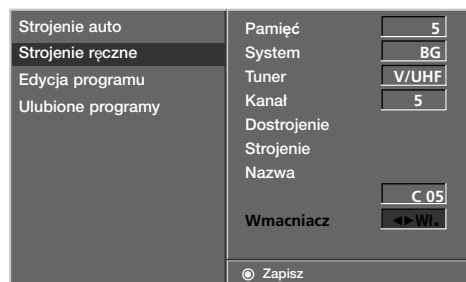 Strojenie auto
Strojenie ręczne
Edycja programu
Ulubione programy
Pamięć 5
System BG
Tuner V/UHF
Kanał 5
Dostrojenie
Strojenie
Nazwa
C 05
Wmacniacz ◄►Wł.
Zapisz